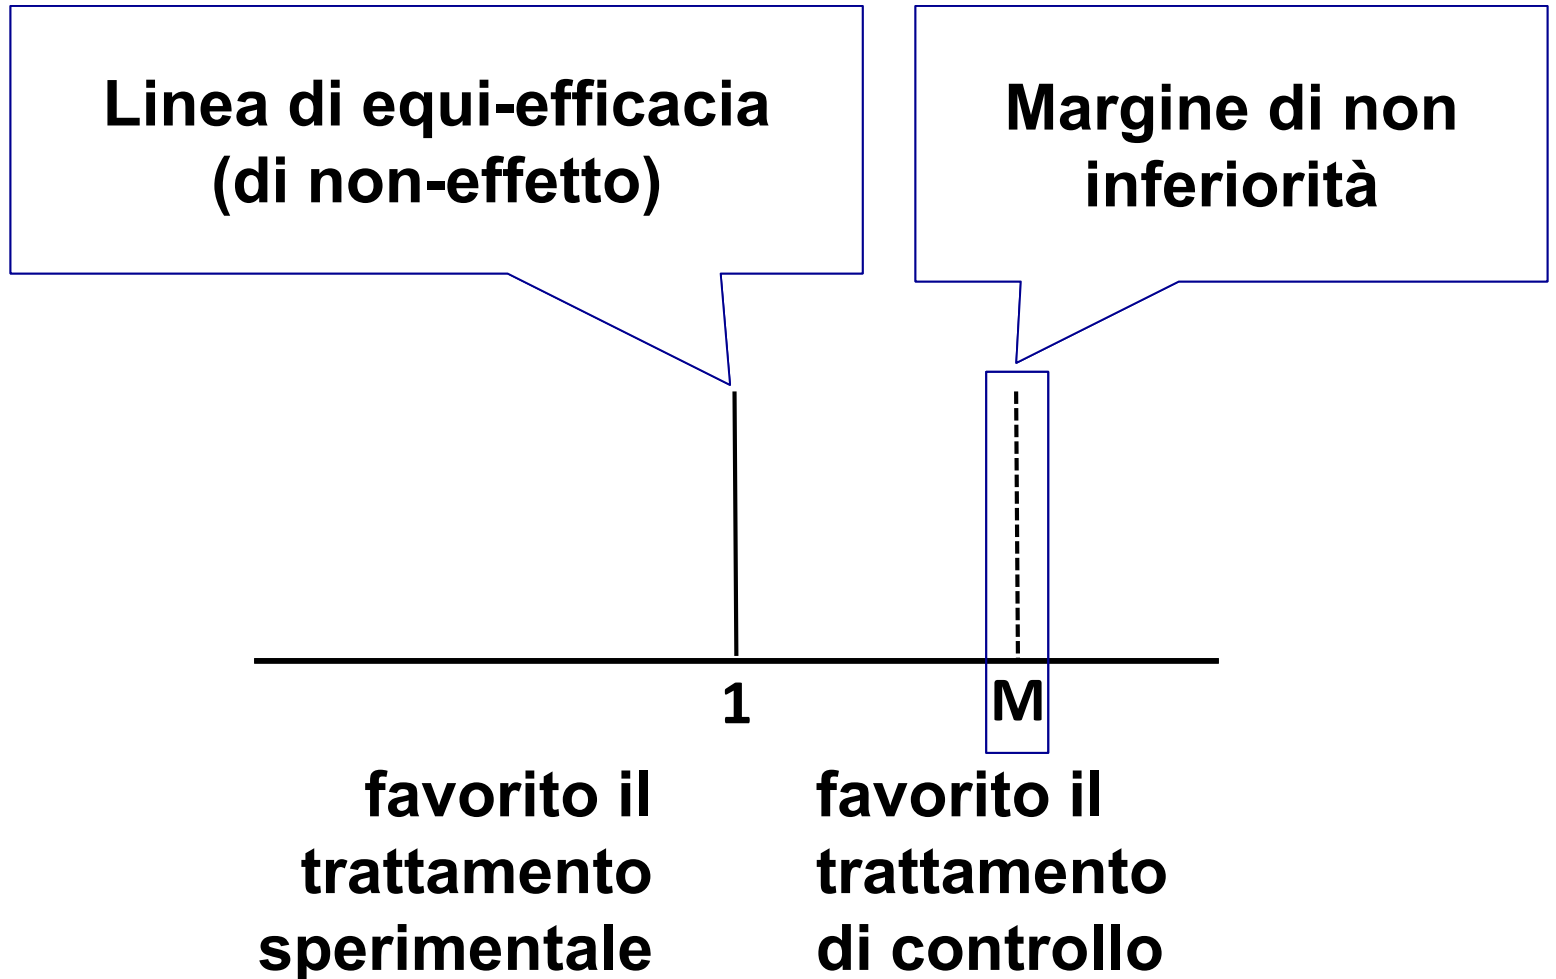 Linea di equi-efficacia
(di non-effetto)
Margine di non
inferiorità
1
M
favorito il
trattamento
sperimentale
favorito il
trattamento
di controllo